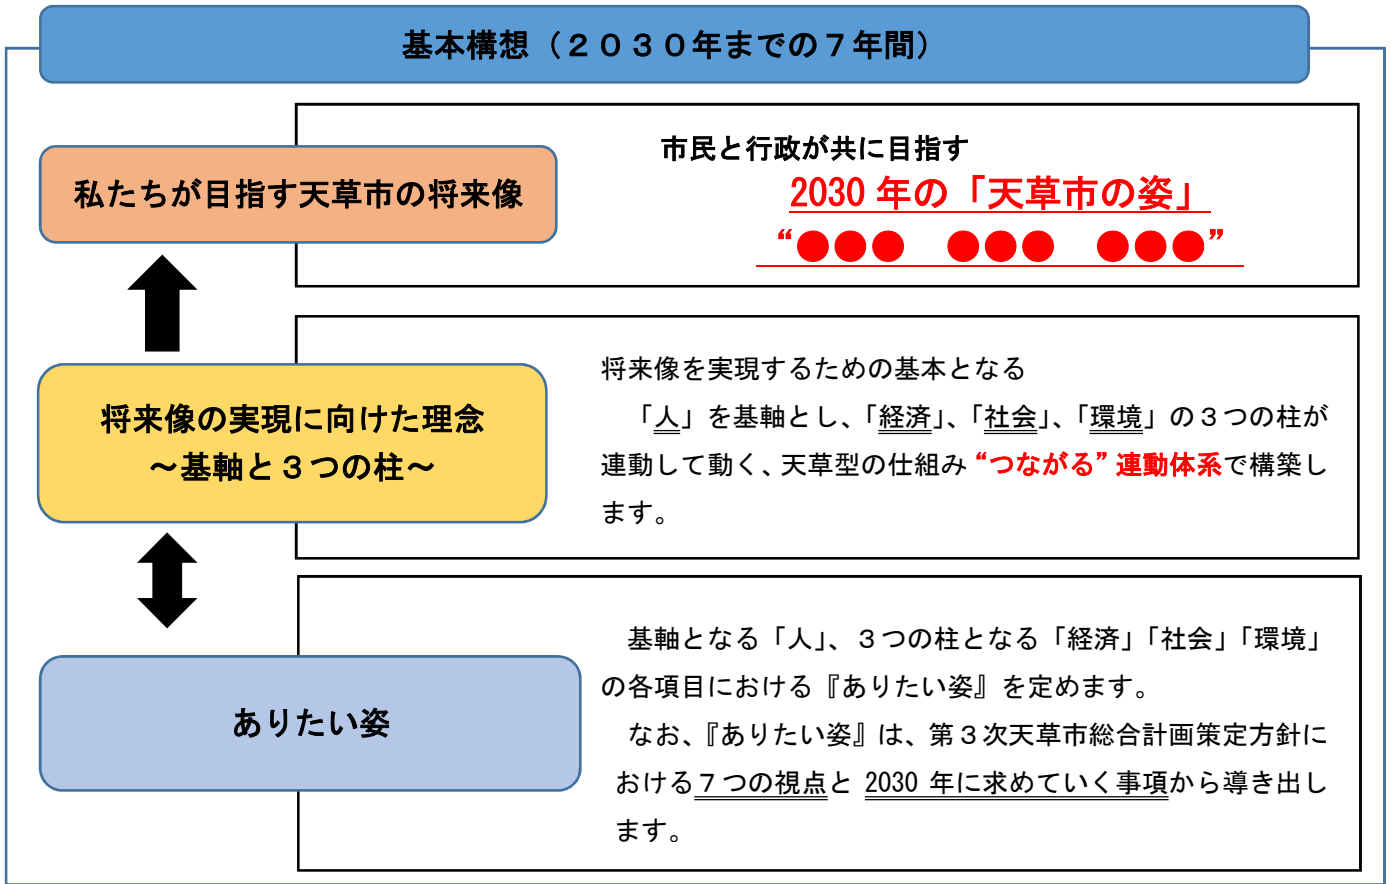 基本構想（２０３０年までの７年間）
私たちが目指す天草市の将来像
市民と行政が共に目指す
2030 年の「天草市の姿」
“●●●　●●●　●●●”
将来像の実現に向けた理念
～基軸と３つの柱～
将来像を実現するための基本となる
「人」を基軸とし、「経済」、「社会」、「環境」の３つの柱が
連動して動く、天草型の仕組み “つながる” 連動体系で構築し
ます。
ありたい姿
基軸となる「人」、３つの柱となる「経済」「社会」「環境」
の各項目における『ありたい姿』を定めます。
なお、『ありたい姿』は、第３次天草市総合計画策定方針に
おける７つの視点と 2030 年に求めていく事項から導き出し
ます。